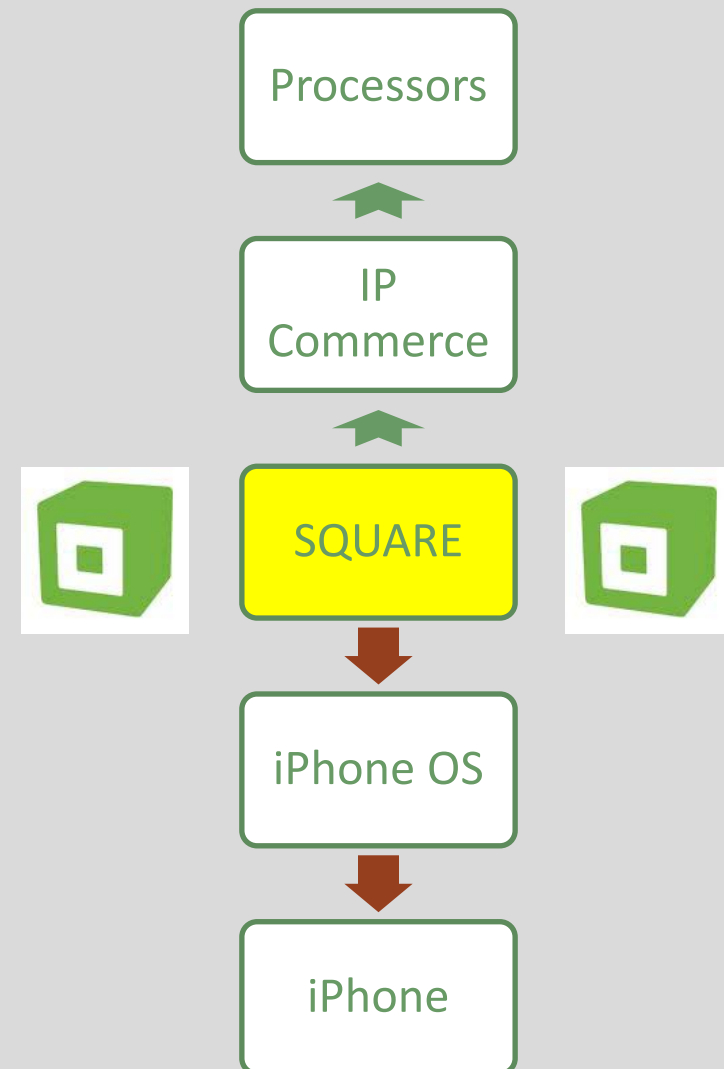 Processors
IP
Commerce
SQUARE
iPhone OS
iPhone